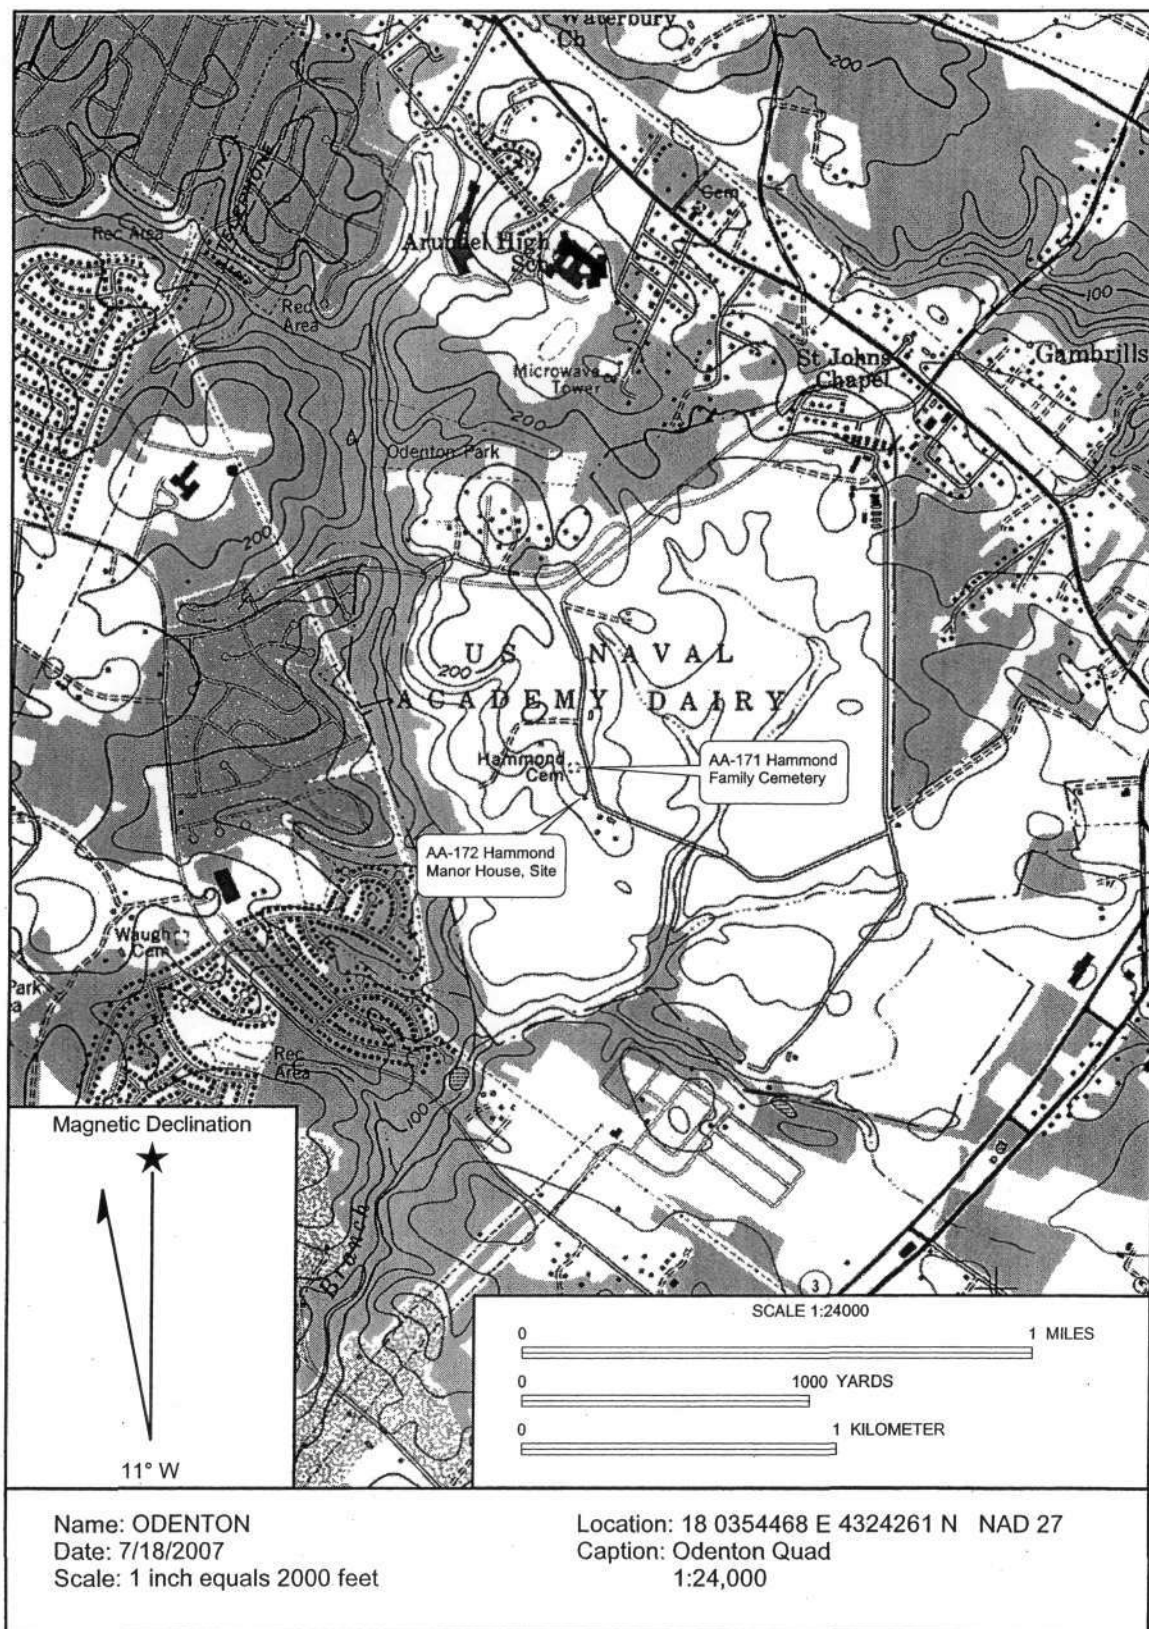 Waterbury
Ch
200
Cem
Rec Area
Arundel High
Sch
100
Rec
Area
St Johns
Chapel
Gambrills
Microwave
Tower
200
Odenton Park
200
US NAVAL
200
ACADEMY DAIRY
Hammond
Cem
AA-171 Hammond
Family Cemetery
AA-172 Hammond
Manor House, Site
Waugh
Cem
Park
a
Rec
Area
100
Branch
3
Magnetic Declination
11° W
SCALE 1:24000
0 1 MILES
0 1000 YARDS
0 1 KILOMETER
Name: ODENTON
Date: 7/18/2007
Scale: 1 inch equals 2000 feet
Location: 18 0354468 E 4324261 N NAD 27
Caption: Odenton Quad
1:24,000